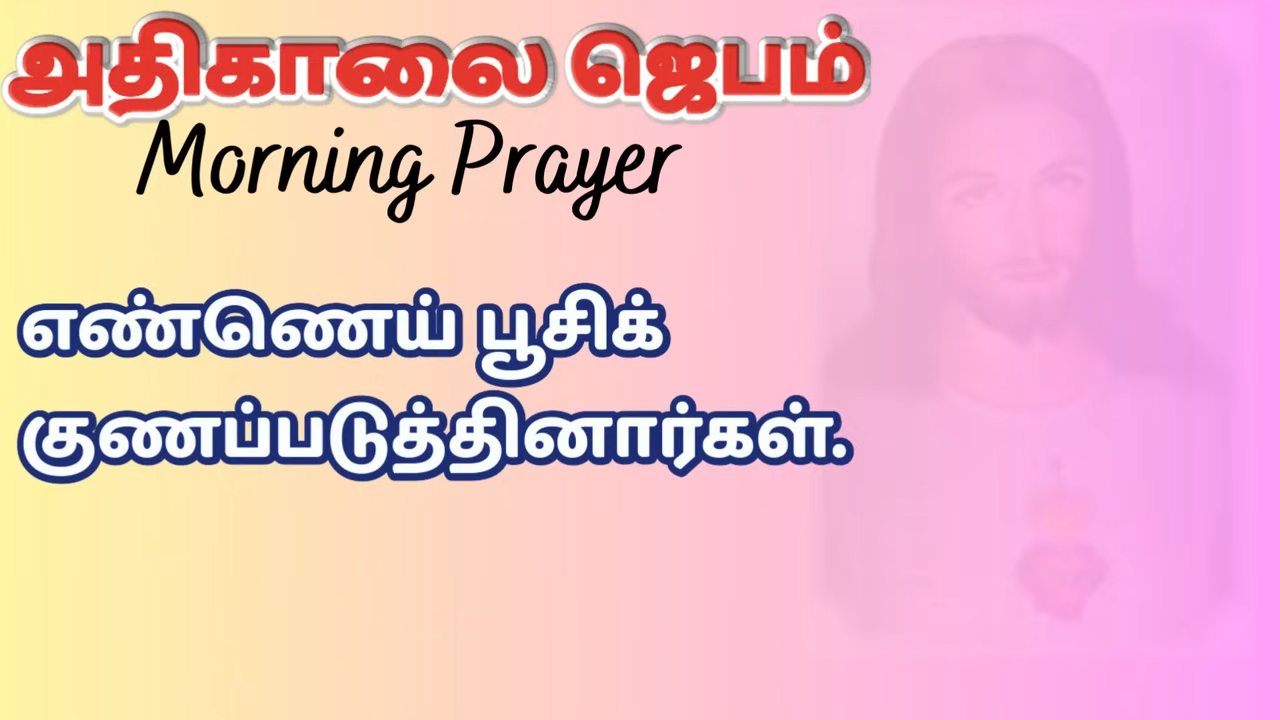 அதிகாலை ஜெபம்
Morning Prayer
எண்ணெய் பூசிக்
குணப்படுத்தினார்கள்.